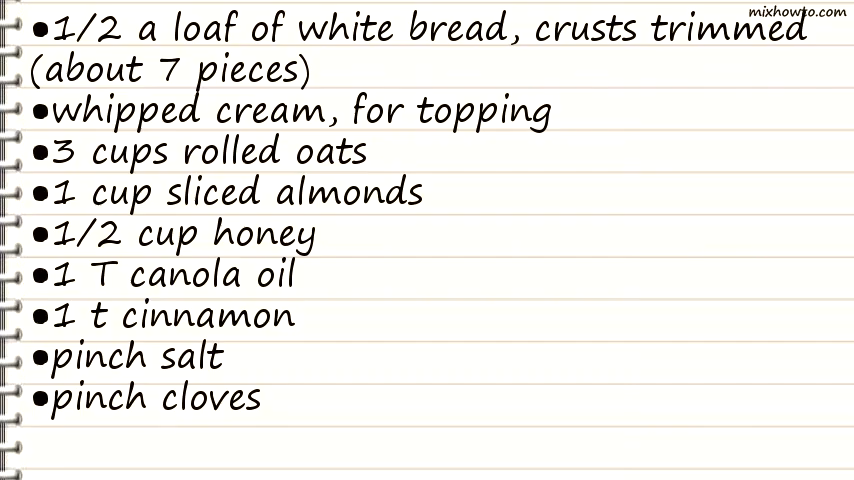 mixhowto.com
•1/2 a loaf of white bread, crusts trimmed
(about 7 pieces)
•whipped cream, for topping
•3 cups rolled oats
•1 cup sliced almonds
•1/2 cup honey
•1 T canola oil
•1 t cinnamon
•pinch salt
•pinch cloves